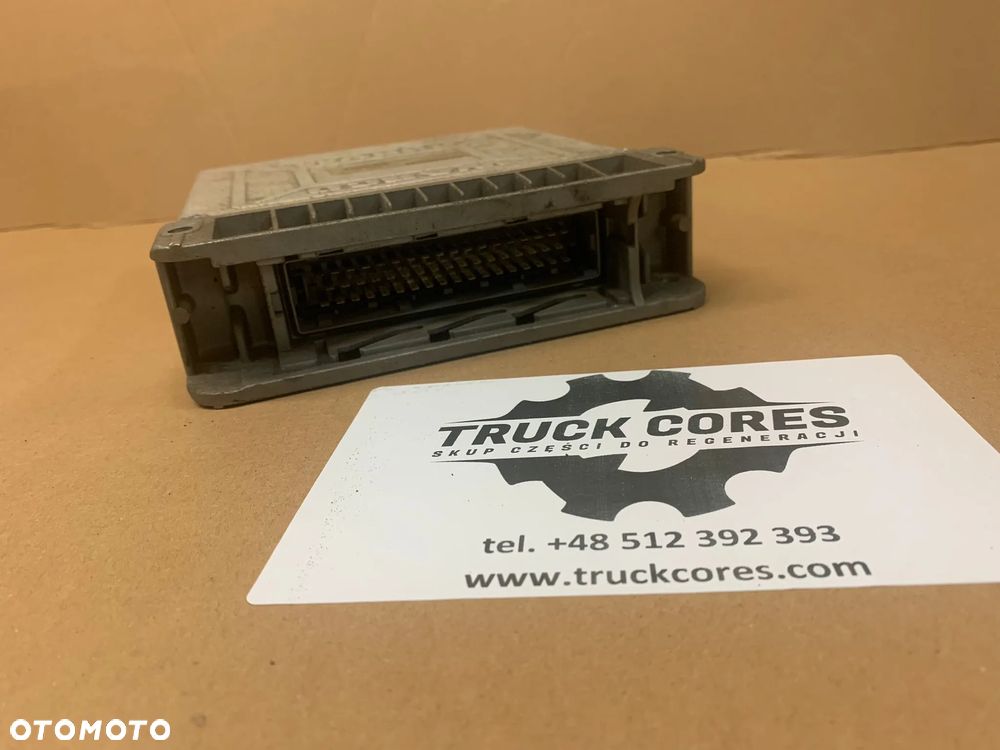 TRUCK CORES
SKUP CZĘŚCI DO REGENERACJI
tel. +48 512 392 393
www.truckcores.com
OTOMOTO